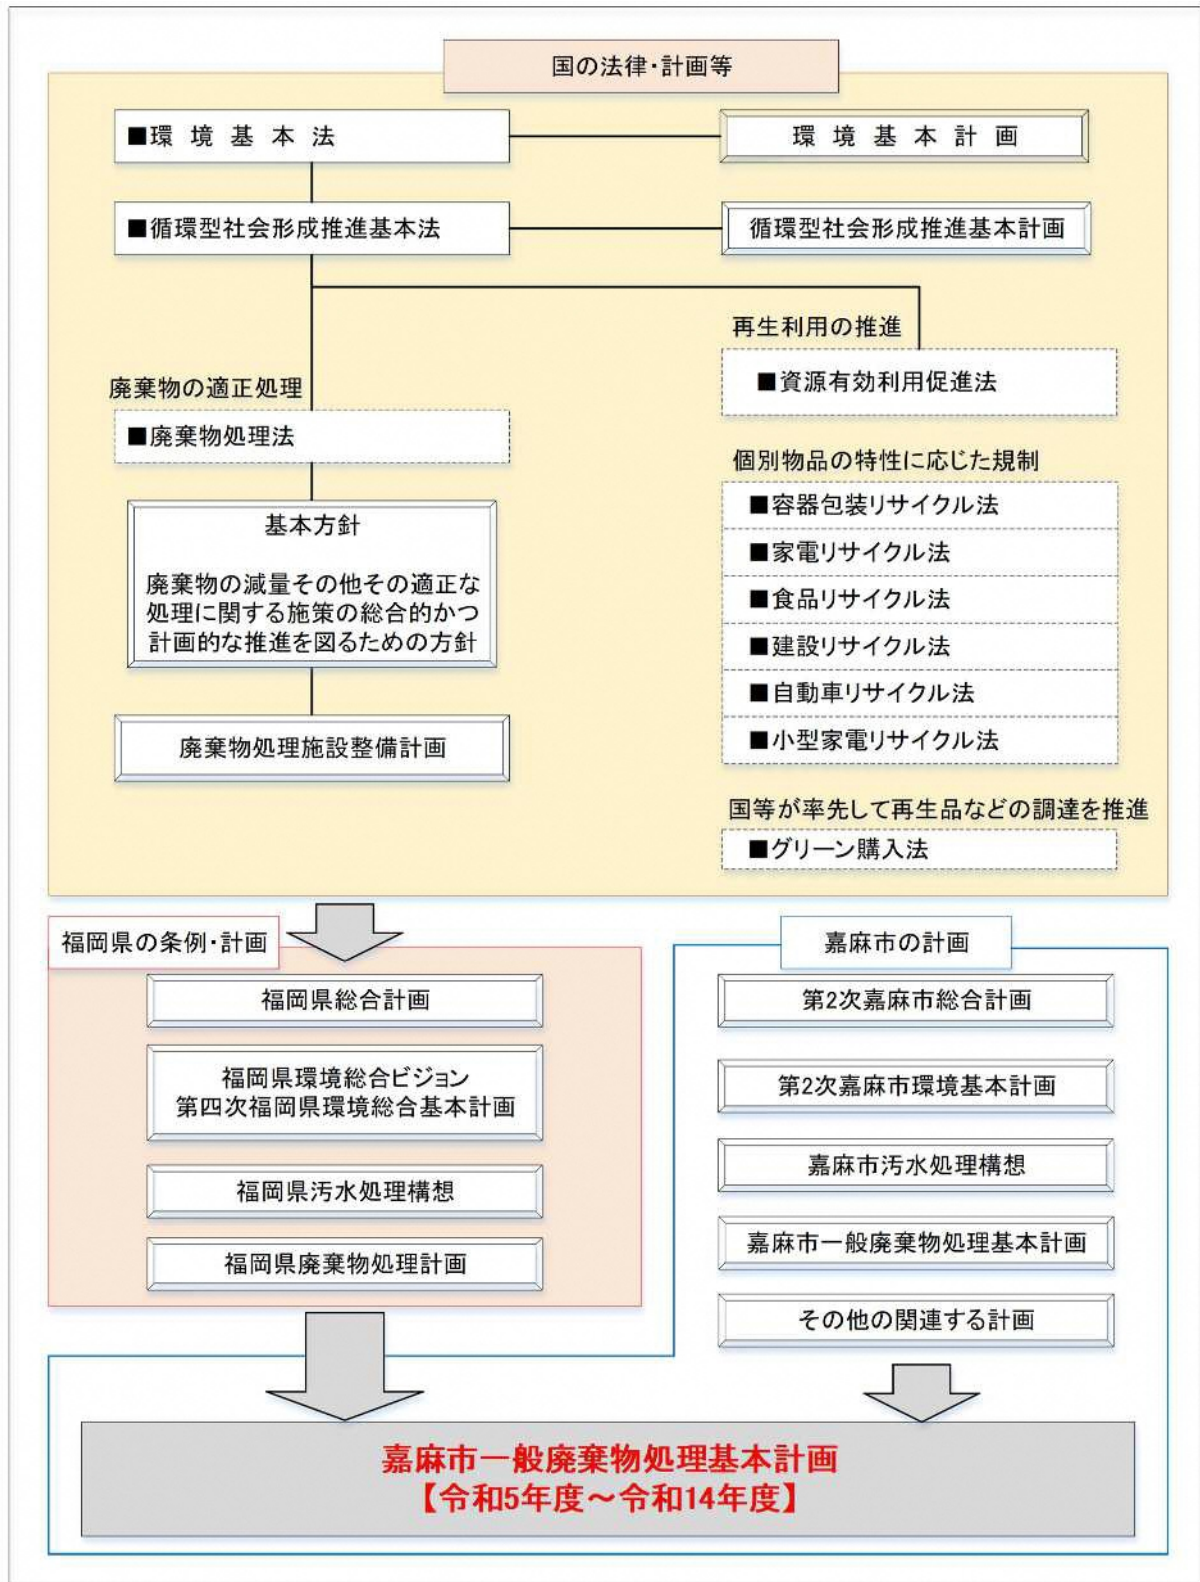 国の法律・計画等
■環境基本法
環境基本計画
■循環型社会形成推進基本法
循環型社会形成推進基本計画
再生利用の推進
■資源有効利用促進法
廃棄物の適正処理
■廃棄物処理法
基本方針
廃棄物の減量その他その適正な
処理に関する施策の総合的かつ
計画的な推進を図るための方針
廃棄物処理施設整備計画
個別物品の特性に応じた規制
■容器包装リサイクル法
■家電リサイクル法
■食品リサイクル法
■建設リサイクル法
■自動車リサイクル法
■小型家電リサイクル法
国等が率先して再生品などの調達を推進
■グリーン購入法
福岡県の条例・計画
福岡県総合計画
福岡県環境総合ビジョン
第四次福岡県環境総合基本計画
福岡県汚水処理構想
福岡県廃棄物処理計画
嘉麻市の計画
第2次嘉麻市総合計画
第2次嘉麻市環境基本計画
嘉麻市汚水処理構想
嘉麻市一般廃棄物処理基本計画
その他の関連する計画
嘉麻市一般廃棄物処理基本計画
【令和5年度～令和14年度】